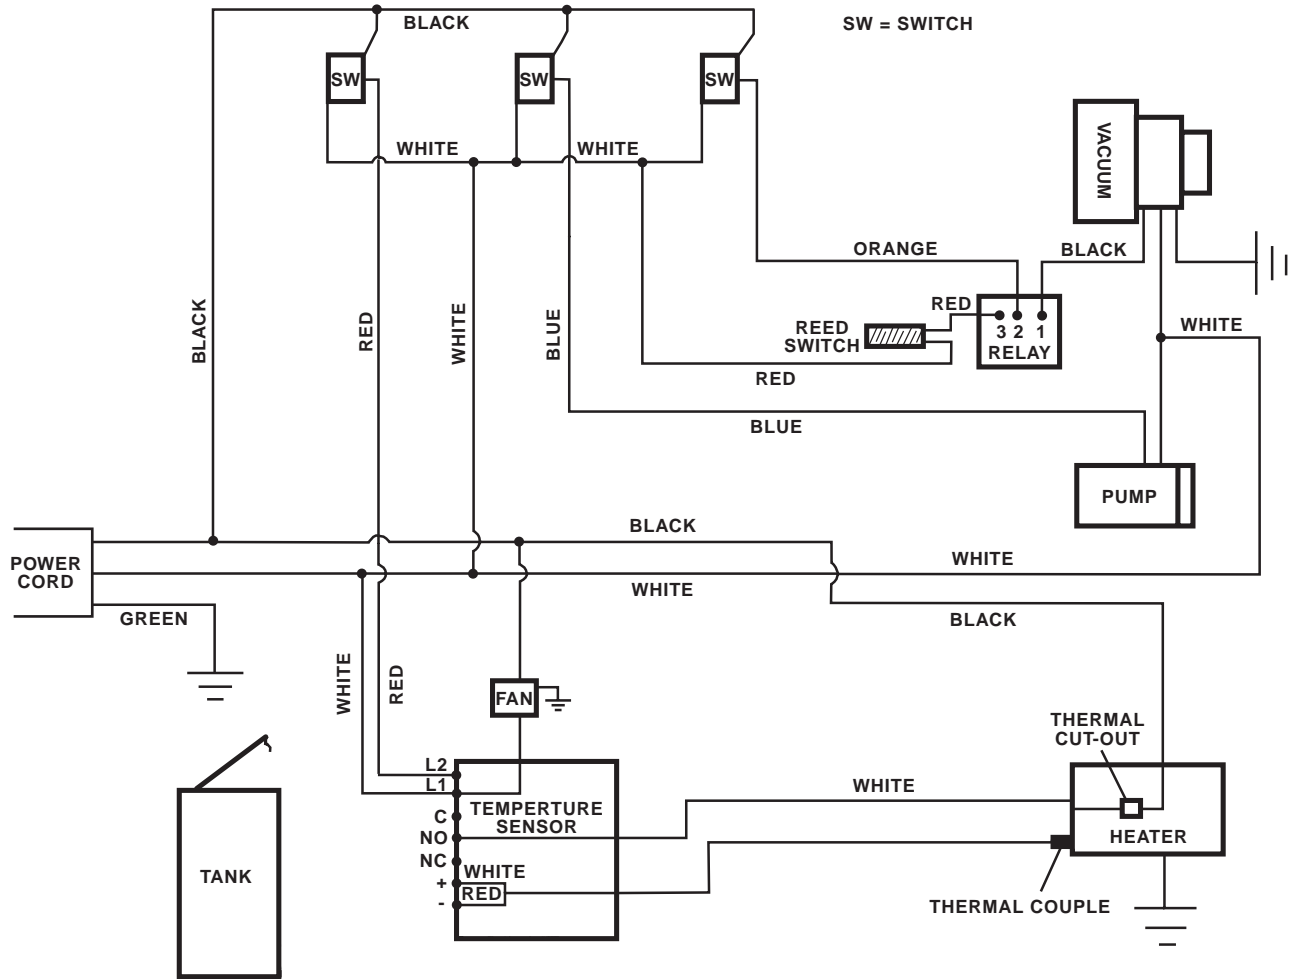 BLACK
SW = SWITCH
SW
SW
SW
WHITE
WHITE
VACUUM
ORANGE
BLACK
BLACK
RED
WHITE
BLUE
RED
REED
SWITCH
3 2 1
RELAY
WHITE
RED
BLUE
PUMP
BLACK
POWER
CORD
WHITE
WHITE
GREEN
BLACK
WHITE
RED
FAN
THERMAL
CUT-OUT
L2
L1
C
NO
NC
+
-
TEMPERTURE
SENSOR
WHITE
RED
WHITE
HEATER
THERMAL COUPLE
TANK